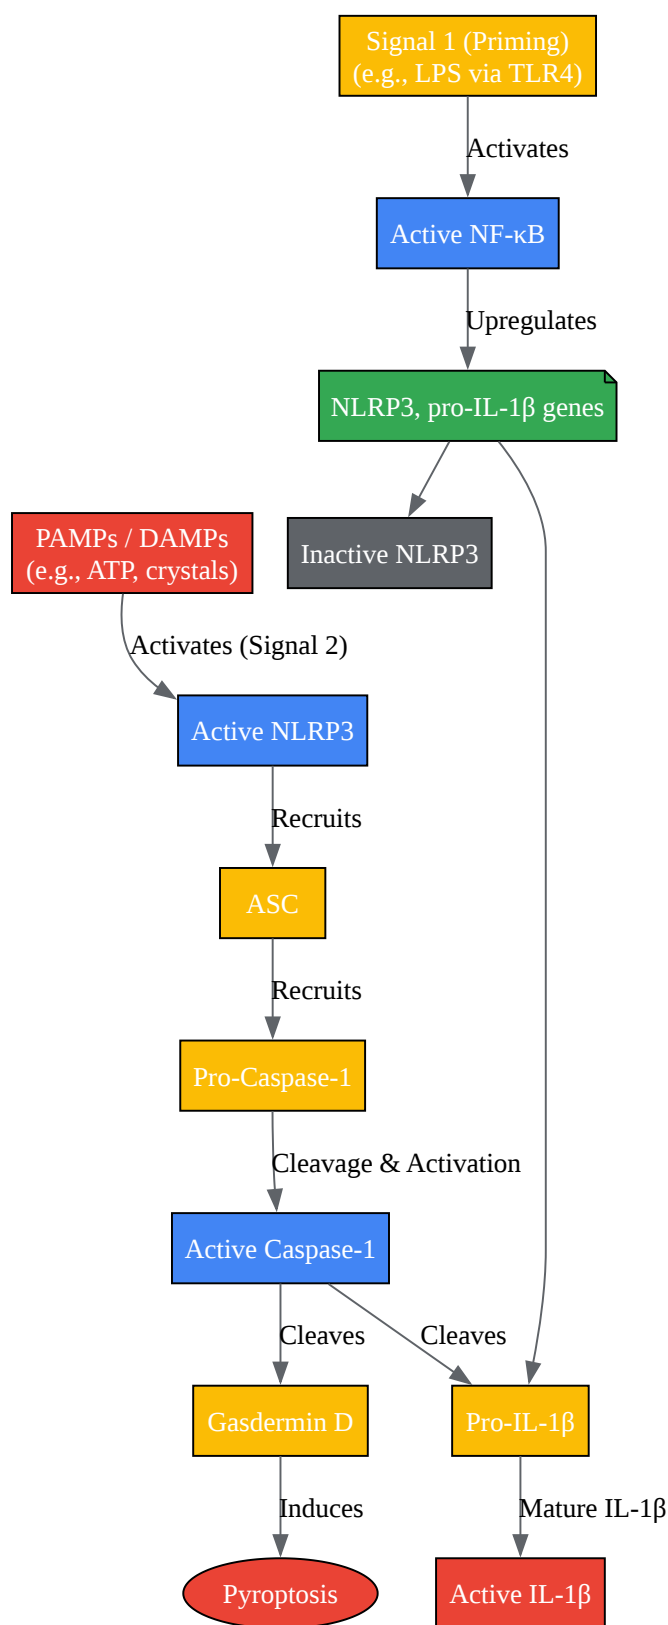 Signal 1 (Priming)
(e.g., LPS via TLR4)
Activates
Active NF-κB
Upregulates
NLRP3, pro-IL-1β genes
Inactive NLRP3
PAMPs / DAMPs
(e.g., ATP, crystals)
Activates (Signal 2)
Active NLRP3
Recruits
ASC
Recruits
Pro-Caspase-1
Cleavage & Activation
Active Caspase-1
Cleaves
Cleaves
Gasdermin D
Pro-IL-1β
Induces
Mature IL-1β
Pyroptosis
Active IL-1β